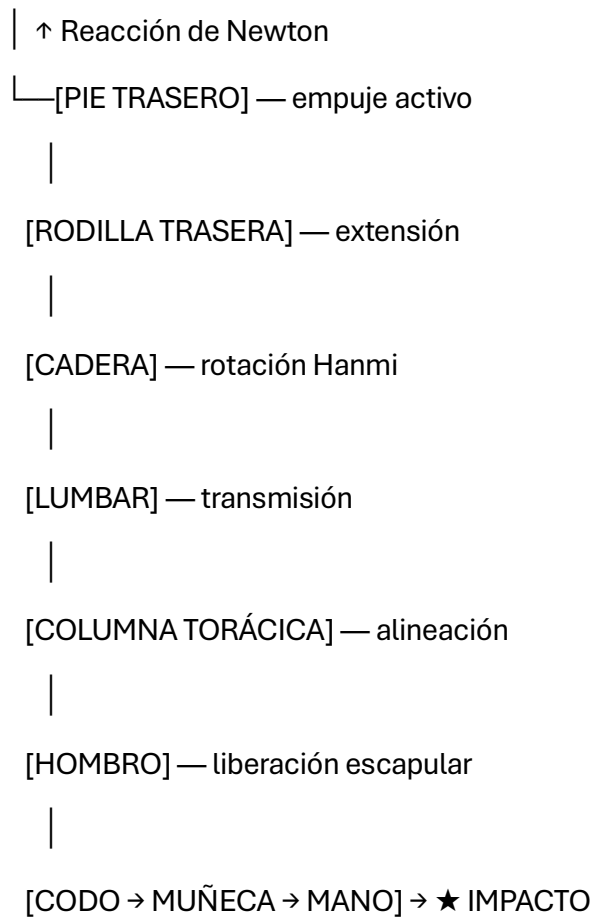 │ ↑ Reacción de Newton
└──[PIE TRASERO] — empuje activo
│
[RODILLA TRASERA] — extensión
│
[CADERA] — rotación Hanmi
│
[LUMBAR] — transmisión
│
[COLUMNA TORÁCICA] — alineación
│
[HOMBRO] — liberación escapular
│
[CODO → MUÑECA → MANO] → ★ IMPACTO